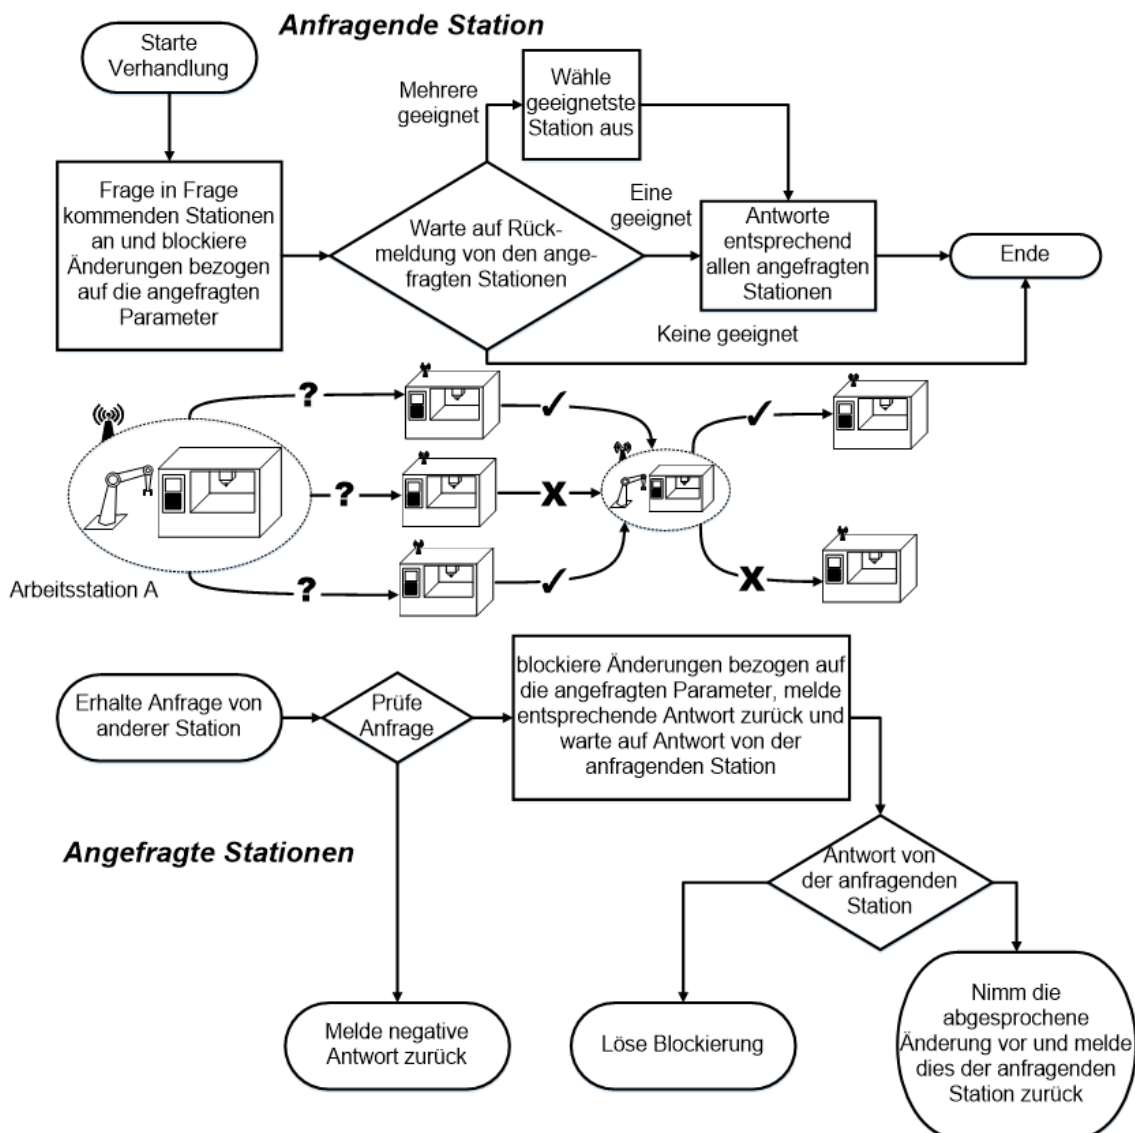 Anfragende Station
Starte
Verhandlung
Frage in Frage
kommenden Stationen
an und blockiere
Änderungen bezogen
auf die angefragten
Parameter
Warte auf Rück-
meldung von den ange-
fragten Stationen
Mehrere
geeignet
Wähle
geeignetste
Station aus
Eine
geeignet
Antworte
entsprechend
allen angefragten
Stationen
Ende
Keine geeignet
?
?
?
X
X
Arbeitsstation A
Erhalte Anfrage von
anderer Station
Prüfe
Anfrage
blockiere Änderungen bezogen auf
die angefragten Parameter, melde
entsprechende Antwort zurück und
warte auf Antwort von der
anfragenden Station
Angefragte Stationen
Antwort von
der anfragenden
Station
Melde negative
Antwort zurück
Löse Blockierung
Nimm die
abgesprochene
Änderung vor und melde
dies der anfragenden
Station zurück